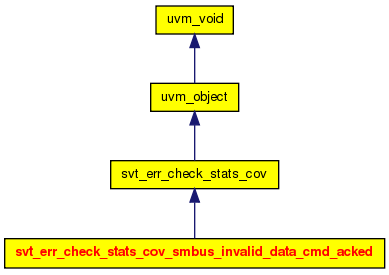 uvm_void
uvm_object
svt_err_check_stats_cov
svt_err_check_stats_cov_smbus_invalid_data_cmd_acked